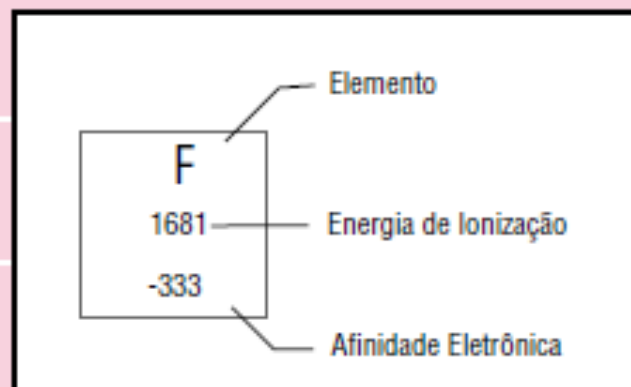 Elemento
F
1681
Energia de Ionização
-333
Afinidade Eletrônica